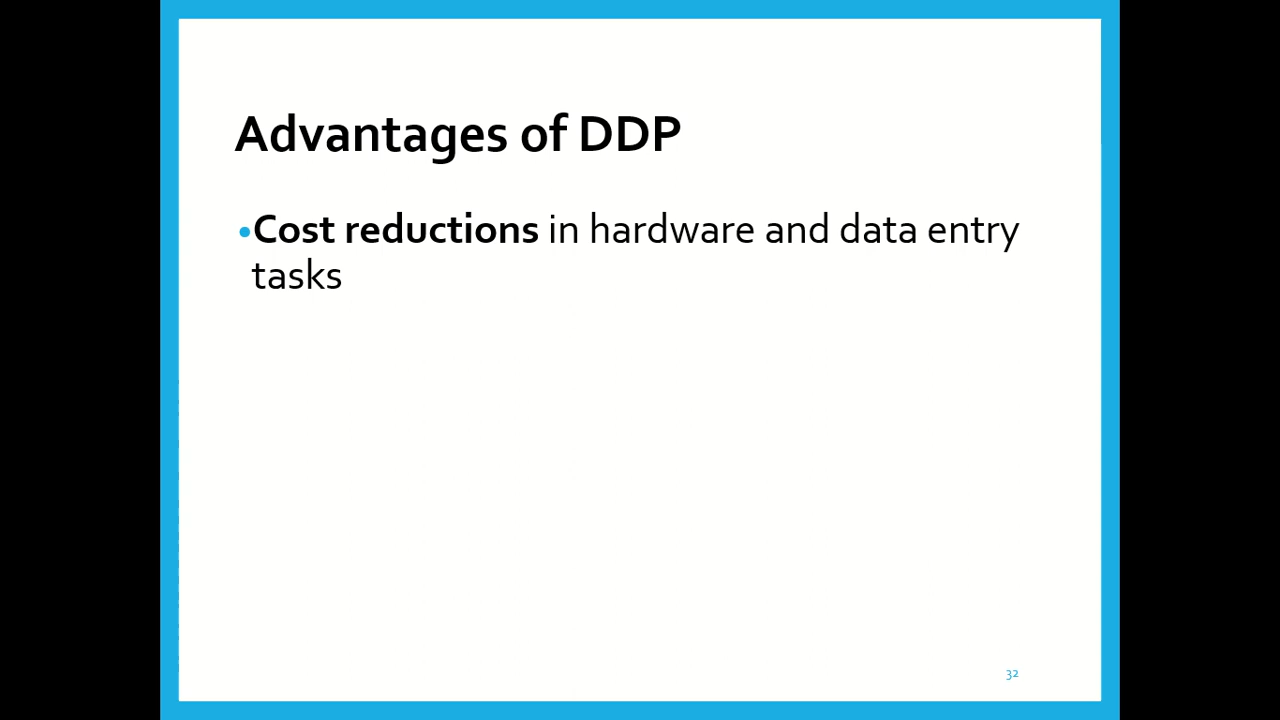 Advantages of DDP
•Cost reductions in hardware and data entry
tasks
32